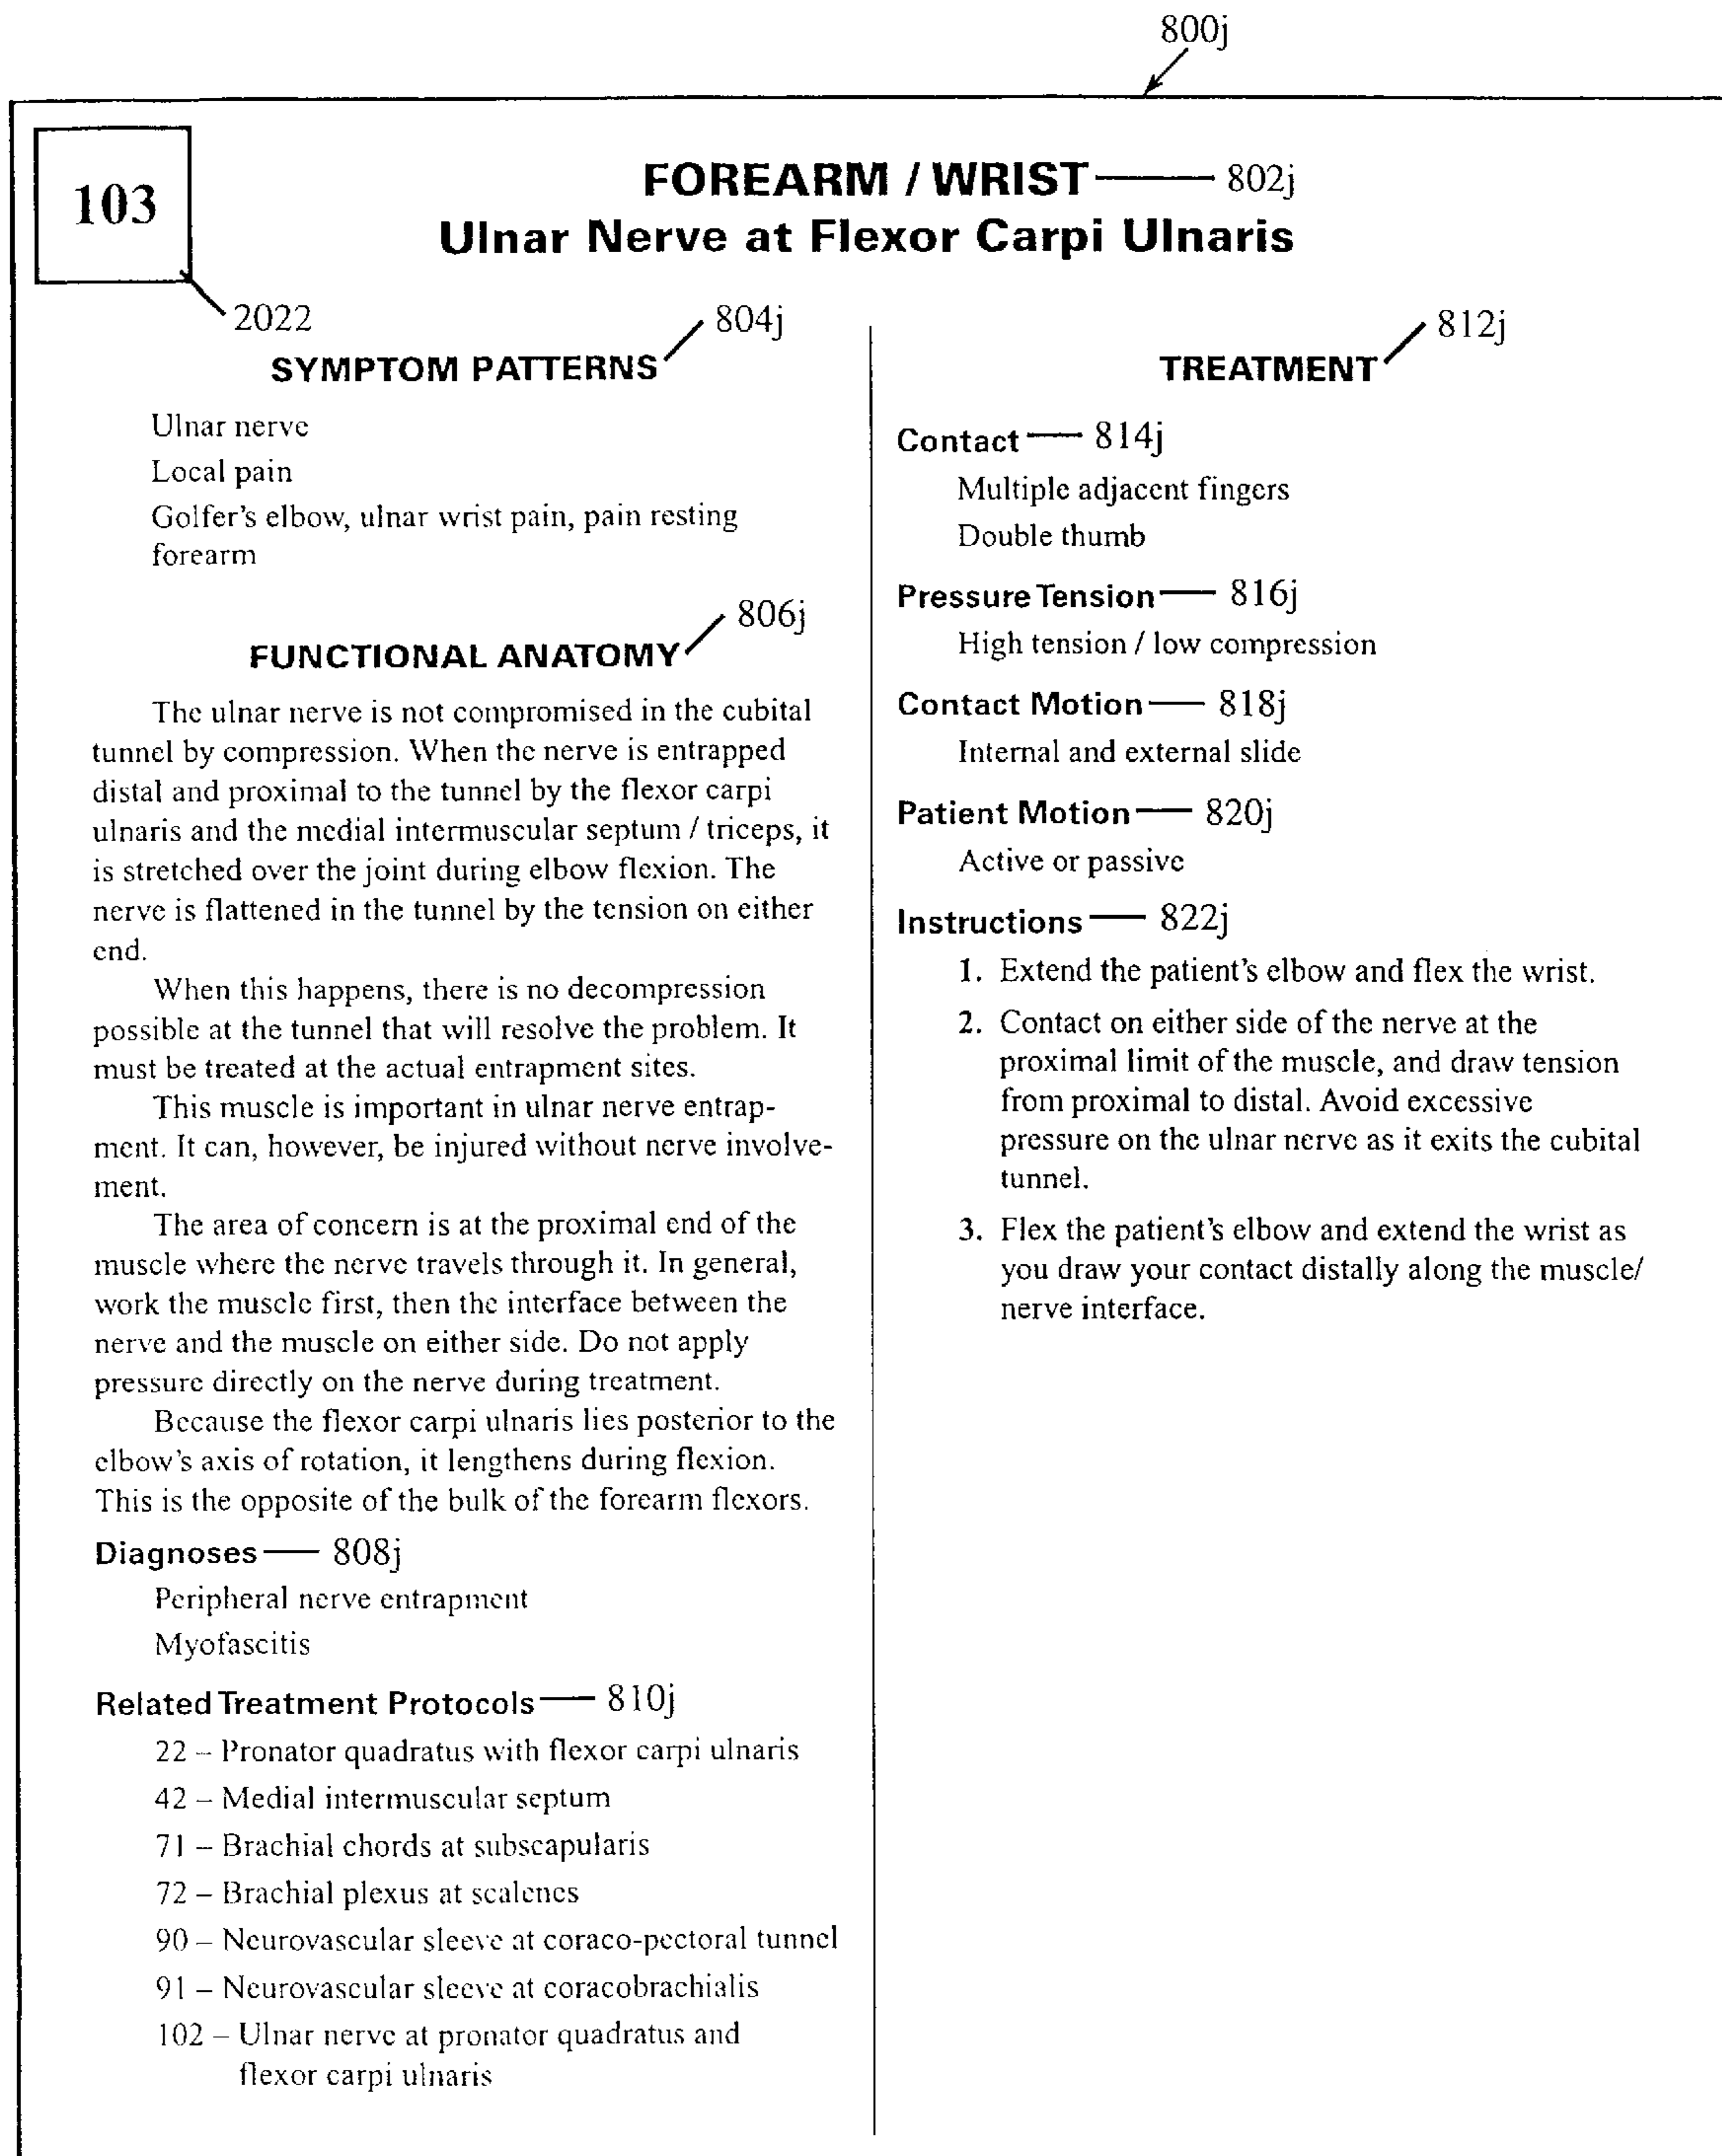 800j
103
FOREARM / WRIST — 802j
Ulnar Nerve at Flexor Carpi Ulnaris
2022
804j
SYMPTOM PATTERNS
Ulnar nerve
Local pain
Golfer's elbow, ulnar wrist pain, pain resting
forearm
806j
FUNCTIONAL ANATOMY
The ulnar nerve is not compromised in the cubital
tunnel by compression. When the nerve is entrapped
distal and proximal to the tunnel by the flexor carpi
ulnaris and the medial intermuscular septum / triceps, it
is stretched over the joint during elbow flexion. The
nerve is flattened in the tunnel by the tension on either
end.
When this happens, there is no decompression
possible at the tunnel that will resolve the problem. It
must be treated at the actual entrapment sites.
This muscle is important in ulnar nerve entrap-
ment. It can, however, be injured without nerve involve-
ment.
The area of concern is at the proximal end of the
muscle where the nerve travels through it. In general,
work the muscle first, then the interface between the
nerve and the muscle on either side. Do not apply
pressure directly on the nerve during treatment.
Because the flexor carpi ulnaris lies posterior to the
elbow's axis of rotation, it lengthens during flexion.
This is the opposite of the bulk of the forearm flexors.
Diagnoses — 808j
Peripheral nerve entrapment
Myofascitis
Related Treatment Protocols — 810j
22 – Pronator quadratus with flexor carpi ulnaris
42 – Medial intermuscular septum
71 – Brachial chords at subscapularis
72 – Brachial plexus at scalenes
90 – Neurovascular sleeve at coraco-pectoral tunnel
91 – Neurovascular sleeve at coracobrachialis
102 – Ulnar nerve at pronator quadratus and
flexor carpi ulnaris
812j
TREATMENT
Contact — 814j
Multiple adjacent fingers
Double thumb
Pressure Tension — 816j
High tension / low compression
Contact Motion — 818j
Internal and external slide
Patient Motion — 820j
Active or passive
Instructions — 822j
1. Extend the patient's elbow and flex the wrist.
2. Contact on either side of the nerve at the
proximal limit of the muscle, and draw tension
from proximal to distal. Avoid excessive
pressure on the ulnar nerve as it exits the cubital
tunnel.
3. Flex the patient's elbow and extend the wrist as
you draw your contact distally along the muscle/
nerve interface.